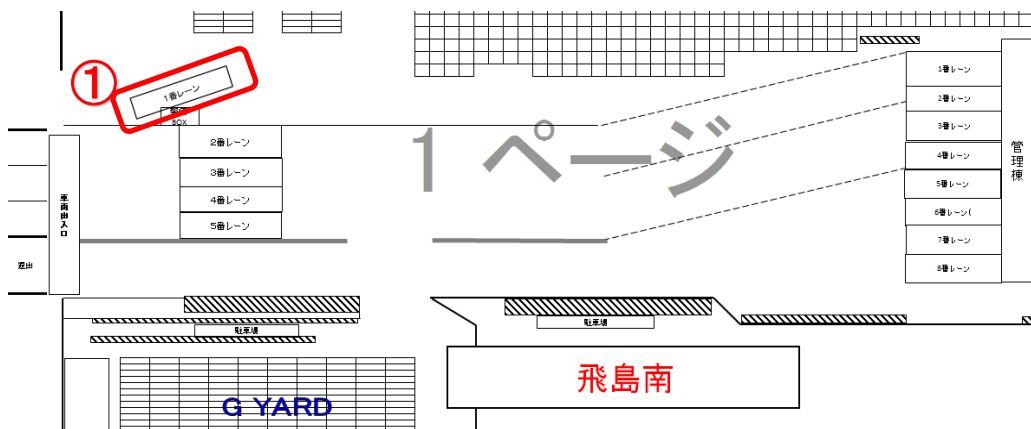 ①
1番レーン
BOX
2番レーン
3番レーン
4番レーン
5番レーン
車両出入口
退出
1 ページ
1番レーン
2番レーン
3番レーン
4番レーン
5番レーン
6番レーン(
7番レーン
8番レーン
管理棟
駐車場
駐車場
飛島南
G YARD